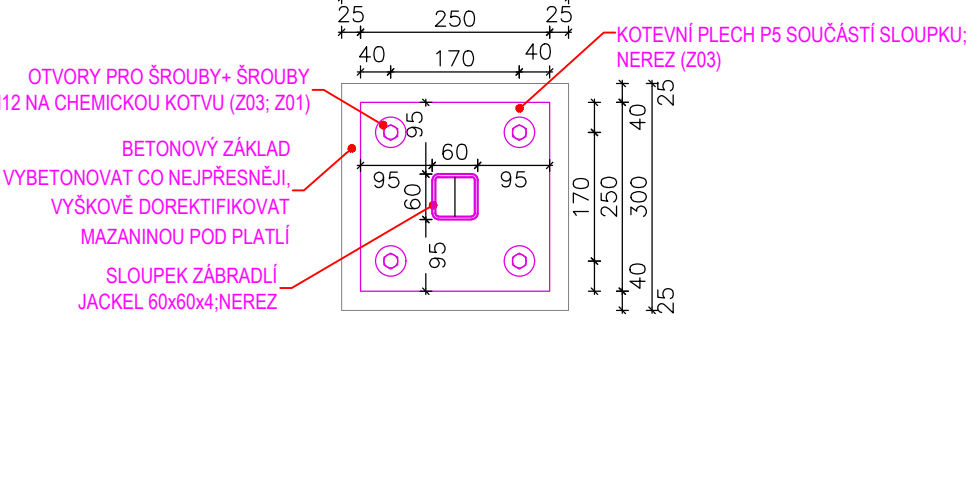 25 250 25
40 170 40
KOTEVNÍ PLECH P5 SOUČÁSTÍ SLOUPKU;
NEREZ (Z03)
OTVORY PRO ŠROUBY+ ŠROUBY
12 NA CHEMICKOU KOTVU (Z03; Z01)
BETONOVÝ ZÁKLAD
VYBETONOVAT CO NEJPŘESNĚJI,
VYŠKOVĚ DOREKTIFIKOVAT
MAZANINOU POD PLATLÍ
SLOUPEK ZÁBRADLÍ
JACKEL 60x60x4;NEREZ
95
60
95 95
60
95
170
250
300
25
40
40
25